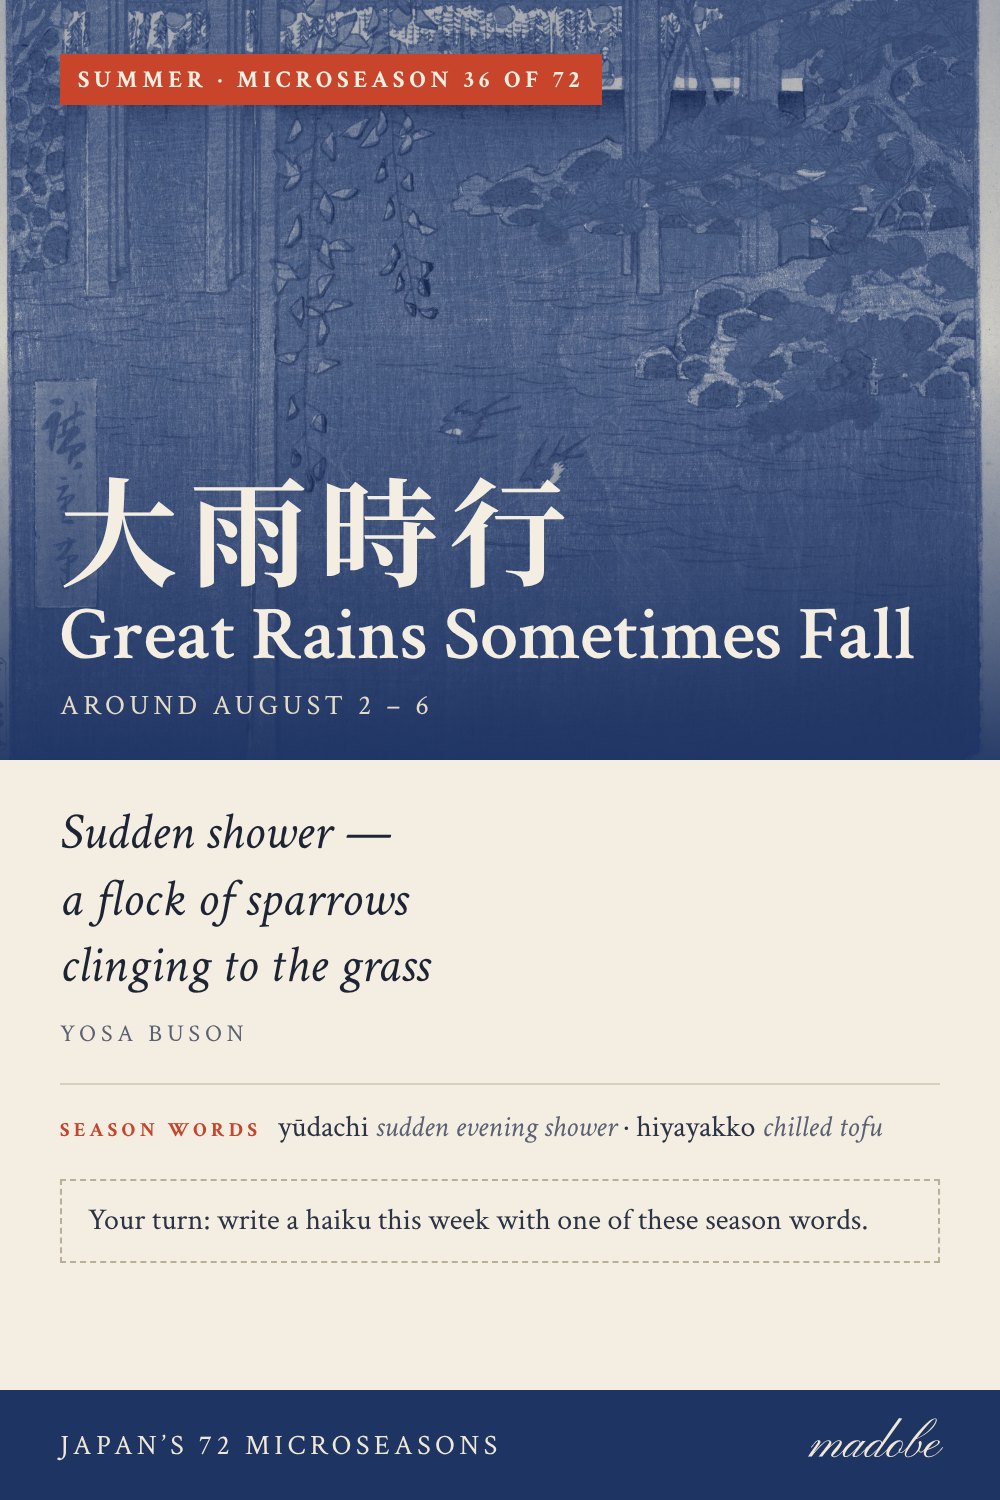 SUMMER · MICROSEASON 36 OF 72
大雨時行
Great Rains Sometimes Fall
AROUND AUGUST 2 – 6
Sudden shower —
a flock of sparrows
clinging to the grass
YOSA BUSON
SEASON WORDS yūdachi sudden evening shower · hiyayakko chilled tofu
Your turn: write a haiku this week with one of these season words.
JAPAN’S 72 MICROSEASONS
madobe